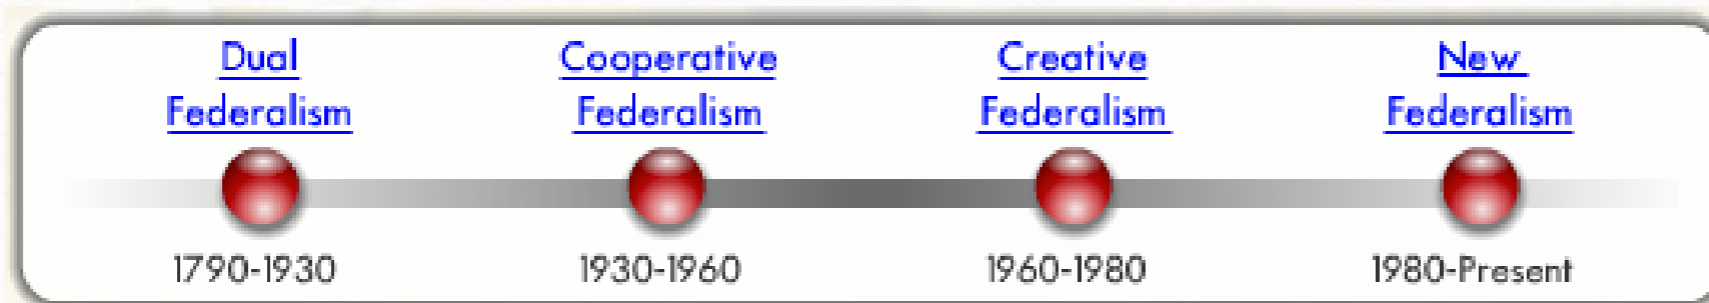 Dual
Federalism
1790-1930
Cooperative
Federalism
1930-1960
Creative
Federalism
1960-1980
New
Federalism
1980-Present